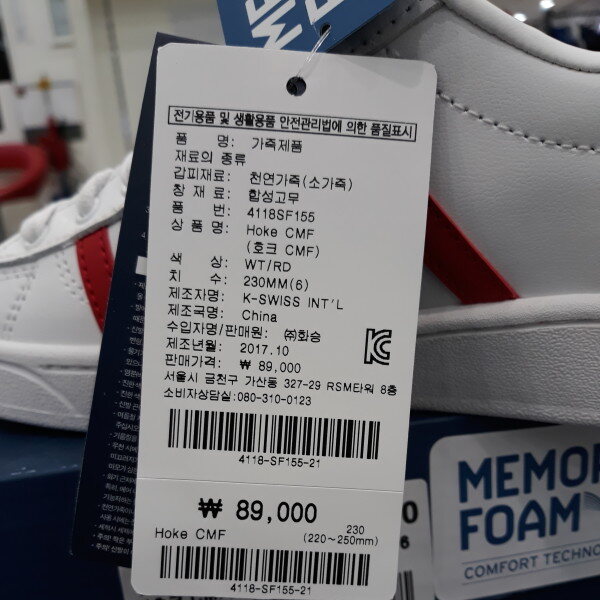 MEM
전기용품 및 생활용품 안전관리법에 의한 품질표시
품 명: 가죽제품
재료의 종류
갑피재료: 천연가죽(소가죽)
창 재 료: 합성고무
품 번: 4118SF155
상 품 명: Hoke CMF
(호크 CMF)
색 상: WT/RD
치 수: 230MM(6)
제조자명: K-SWISS INT'L
제조국명: China
수입자명/판매원: ㈜화승
제조년월: 2017.10
판매가격: ₩ 89,000
서울시 금천구 가산동 327-29 RSM타워 8층
소비자상담실:080-310-0123
4118-SF155-21
₩ 89,000
Hoke CMF
230
(220~250mm)
4118-SF155-21
MEMOR
FOAM
COMFORT TECHNO